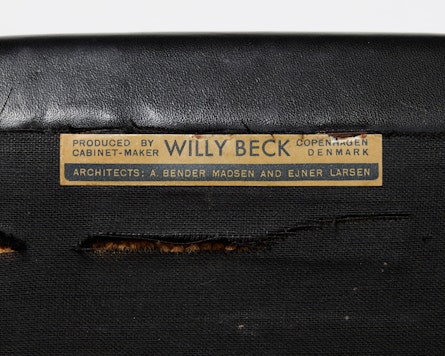 PRODUCED BY WILLY BECK COPENHAGEN
CABINET-MAKER DENMARK
ARCHITECTS: A. BENDER MADSEN AND EJNER LARSEN